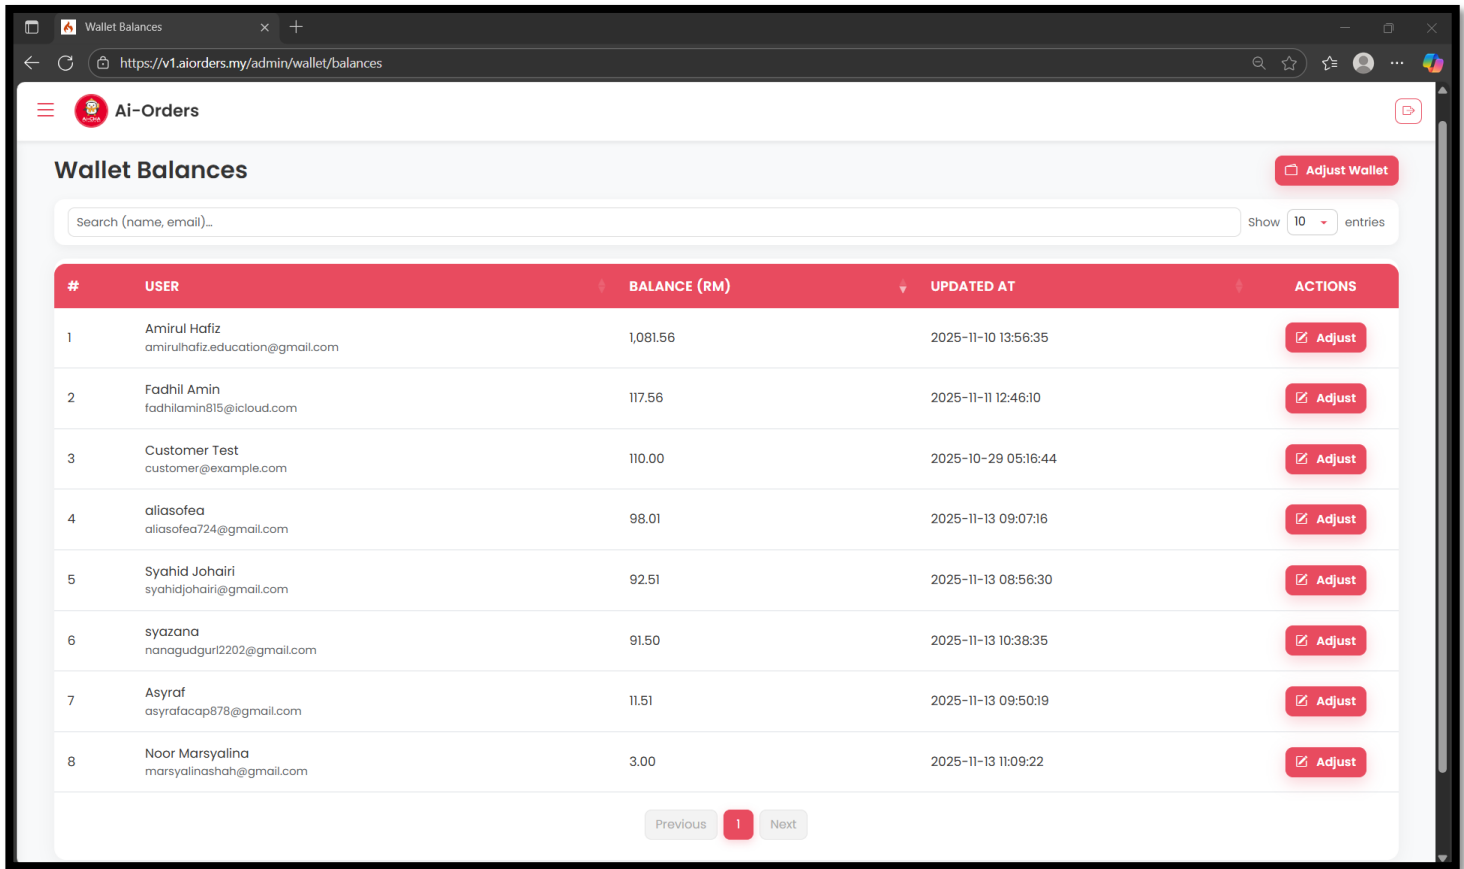 Wallet Balances
https://v1.aiorders.my/admin/wallet/balances
Ai-Orders
Wallet Balances
Adjust Wallet
Search (name, email)...
Show 10 entries
# USER BALANCE (RM) UPDATED AT ACTIONS
1 Amirul Hafiz 1,081.56 2025-11-10 13:56:35 Adjust
amirulhafiz.education@gmail.com
2 Fadhil Amin 117.56 2025-11-11 12:46:10 Adjust
fadhilamin815@icloud.com
3 Customer Test 110.00 2025-10-29 05:16:44 Adjust
customer@example.com
4 aliasofea 98.01 2025-11-13 09:07:16 Adjust
aliasofea724@gmail.com
5 Syahid Johairi 92.51 2025-11-13 08:56:30 Adjust
syahidjohairi@gmail.com
6 syazana 91.50 2025-11-13 10:38:35 Adjust
nanagudgurl2202@gmail.com
7 Asyraf 11.51 2025-11-13 09:50:19 Adjust
asyrafacap878@gmail.com
8 Noor Marsyalina 3.00 2025-11-13 11:09:22 Adjust
marsyalinashah@gmail.com
Previous 1 Next